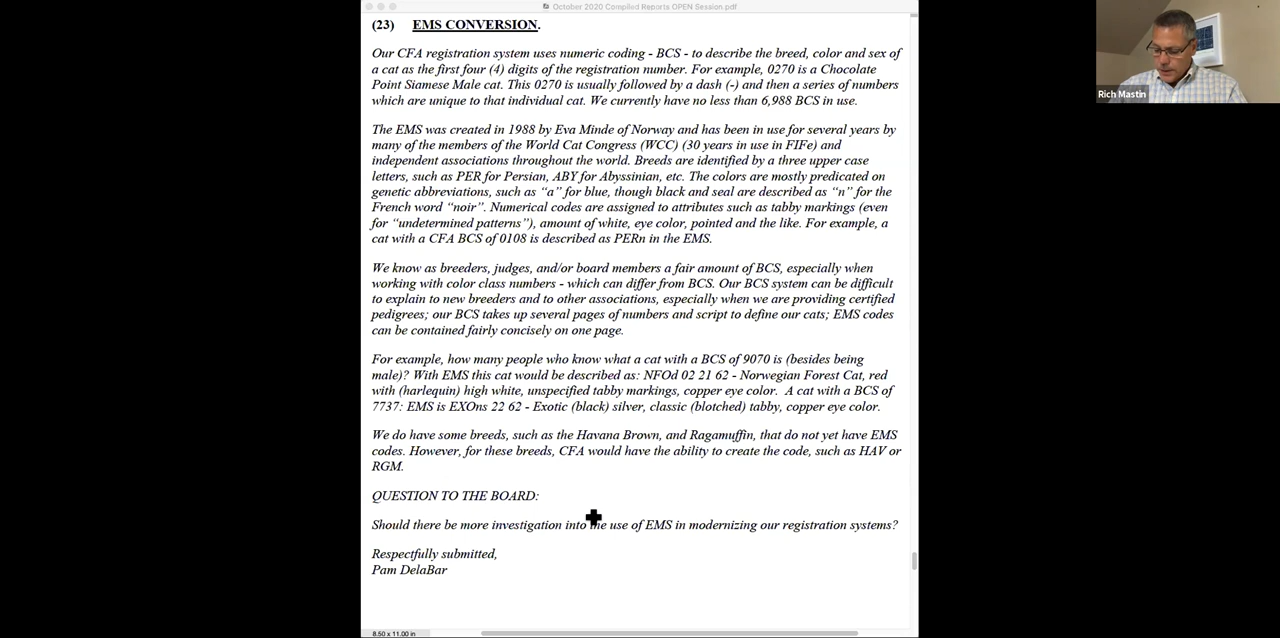 October 2020 Compiled Reports OPEN Session.pdf
(23) EMS CONVERSION.
Our CFA registration system uses numeric coding - BCS - to describe the breed, color and sex of
a cat as the first four (4) digits of the registration number. For example, 0270 is a Chocolate
Point Siamese Male cat. This 0270 is usually followed by a dash (-) and then a series of numbers
which are unique to that individual cat. We currently have no less than 6,988 BCS in use.
The EMS was created in 1988 by Eva Minde of Norway and has been in use for several years by
many of the members of the World Cat Congress (WCC) (30 years in use in FIFe) and
independent associations throughout the world. Breeds are identified by a three upper case
letters, such as PER for Persian, ABY for Abyssinian, etc. The colors are mostly predicated on
genetic abbreviations, such as “a” for blue, though black and seal are described as “n” for the
French word “noir”. Numerical codes are assigned to attributes such as tabby markings (even
for “undetermined patterns”), amount of white, eye color, pointed and the like. For example, a
cat with a CFA BCS of 0108 is described as PERn in the EMS.
We know as breeders, judges, and/or board members a fair amount of BCS, especially when
working with color class numbers - which can differ from BCS. Our BCS system can be difficult
to explain to new breeders and to other associations, especially when we are providing certified
pedigrees; our BCS takes up several pages of numbers and script to define our cats; EMS codes
can be contained fairly concisely on one page.
For example, how many people who know what a cat with a BCS of 9070 is (besides being
male)? With EMS this cat would be described as: NFOd 02 21 62 - Norwegian Forest Cat, red
with (harlequin) high white, unspecified tabby markings, copper eye color. A cat with a BCS of
7737: EMS is EXOns 22 62 - Exotic (black) silver, classic (blotched) tabby, copper eye color.
We do have some breeds, such as the Havana Brown, and Ragamuffin, that do not yet have EMS
codes. However, for these breeds, CFA would have the ability to create the code, such as HAV or
RGM.
QUESTION TO THE BOARD:
Should there be more investigation into the use of EMS in modernizing our registration systems?
Respectfully submitted,
Pam DelaBar
8.50 x 11.00 in
Rich Mastin